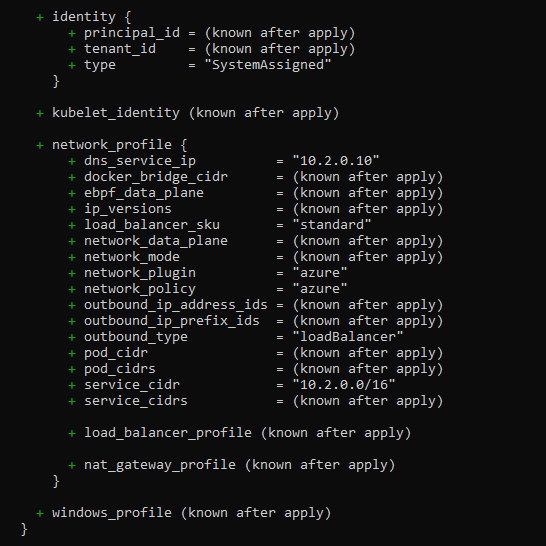 + identity {
+ principal_id = (known after apply)
+ tenant_id = (known after apply)
+ type = "SystemAssigned"
}
+ kubelet_identity (known after apply)
+ network_profile {
+ dns_service_ip = "10.2.0.10"
+ docker_bridge_cidr = (known after apply)
+ ebpf_data_plane = (known after apply)
+ ip_versions = (known after apply)
+ load_balancer_sku = "standard"
+ network_data_plane = (known after apply)
+ network_mode = (known after apply)
+ network_plugin = "azure"
+ network_policy = "azure"
+ outbound_ip_address_ids = (known after apply)
+ outbound_ip_prefix_ids = (known after apply)
+ outbound_type = "loadBalancer"
+ pod_cidr = (known after apply)
+ pod_cidrs = (known after apply)
+ service_cidr = "10.2.0.0/16"
+ service_cidrs = (known after apply)
+ load_balancer_profile (known after apply)
+ nat_gateway_profile (known after apply)
}
+ windows_profile (known after apply)
}